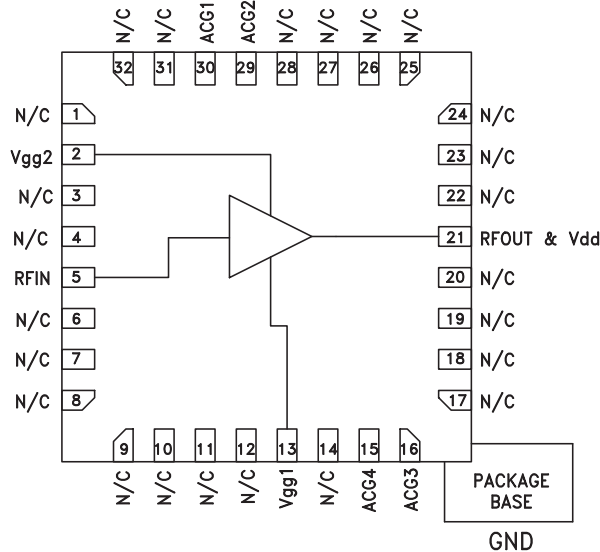 N/C N/C ACG1 ACG2 N/C N/C N/C N/C
32 31 30 29 28 27 26 25
N/C 1 24 N/C
Vgg2 2 23 N/C
N/C 3 22 N/C
N/C 4 21 RFOUT & Vdd
RFIN 5 20 N/C
N/C 6 19 N/C
N/C 7 18 N/C
N/C 8 17 N/C
9 10 11 12 13 14 15 16
N/C N/C N/C N/C Vgg1 N/C ACG4 ACG3
PACKAGE
BASE
GND